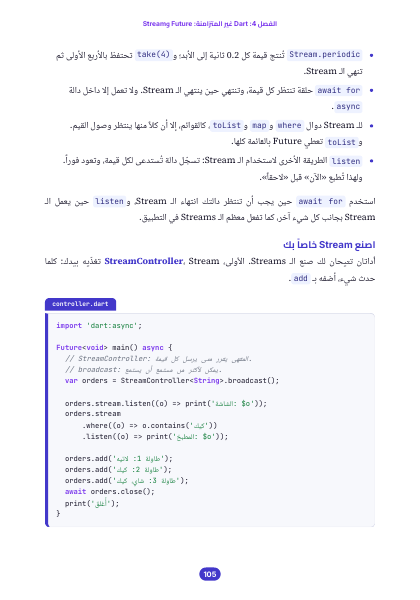 الفصل 4: Dart غير المتزامنة: Future وStream
Stream.periodic تُنتج قيمة كل 0.2 ثانية إلى الأبد؛ و take(4) تحتفظ بالأربع الأولى ثم
تنهي الـ Stream.
await for حلقة تنتظر كل قيمة، وتنتهي حين ينتهي الـ Stream. ولا تعمل إلا داخل دالة
async.
للـ Stream دوال where و map و toList، كالقوائم، إلا أن كلاً منها ينتظر وصول القيم.
toList تعطي Future بالقائمة كلها.
listen الطريقة الأخرى لاستخدام الـ Stream: تسجّل دالة تُستدعى لكل قيمة، وتعود فوراً.
ولهذا تُطبع «الآن» قبل «لاحقاً».
استخدم await for حين يجب أن تنتظر دالتك انتهاء الـ Stream، و listen حين يعمل الـ
Stream بجانب كل شيء آخر، كما تفعل معظم الـ Streams في التطبيق.
اصنع Stream خاصاً بك
أداتان تتيحان لك صنع الـ Streams. الأولى، StreamController، Stream تغذّيه بيدك: كلما
حدث شيء، أضفه بـ add.
controller.dart
import 'dart:async';
Future<void> main() async {
// StreamController: يرسل كل قيمة.
// broadcast: يمكن لأكثر من مستمع أن يستمع.
var orders = StreamController<String>.broadcast();
orders.stream.listen((o) => print('الشاشة: $o'));
orders.stream
.where((o) => o.contains('كيك'))
.listen((o) => print('المطبخ: $o'));
orders.add('طاولة 1: لاتيه');
orders.add('طاولة 2: كيك');
orders.add('طاولة 3: شاي، كيك');
await orders.close();
print('أُغلق');
}
105